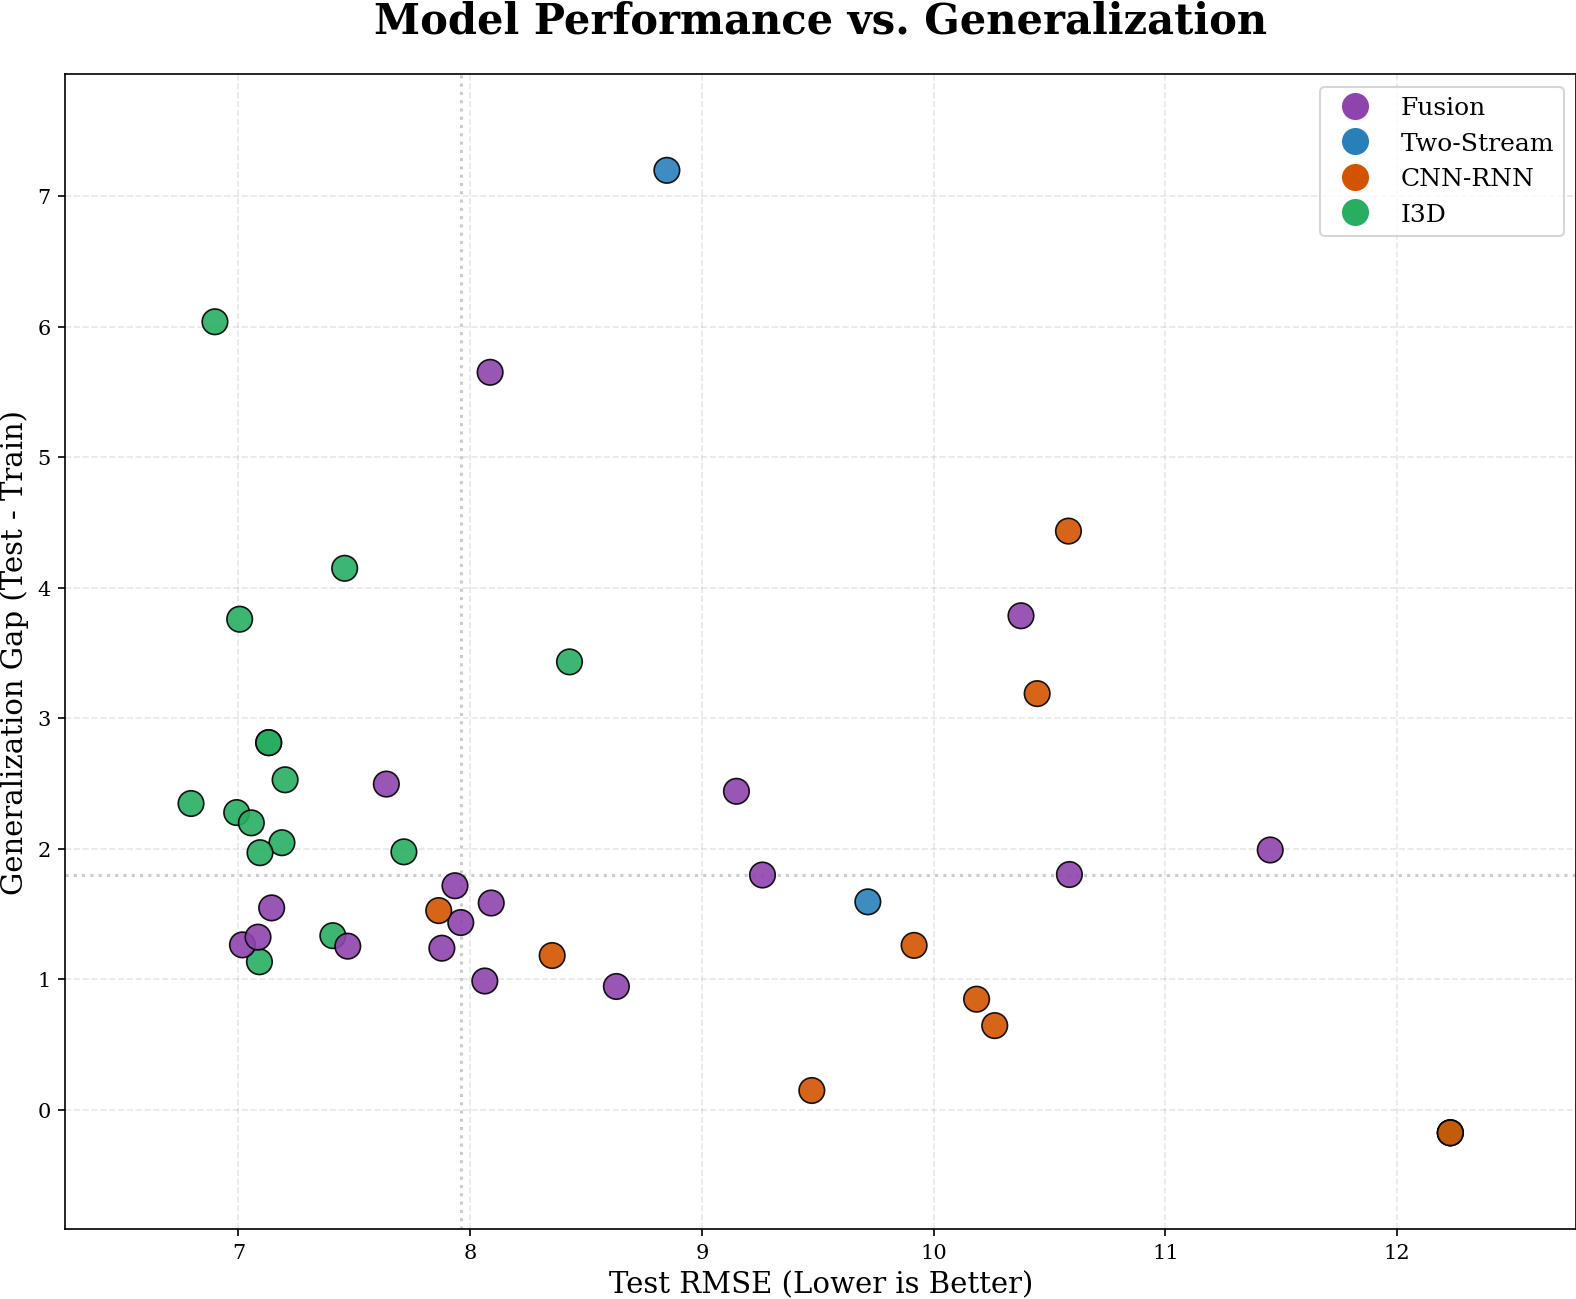 Model Performance vs. Generalization
Fusion
Two-Stream
CNN-RNN
I3D
Generalization Gap (Test - Train)
7
6
5
4
3
2
1
0
7 8 9 10 11 12
Test RMSE (Lower is Better)